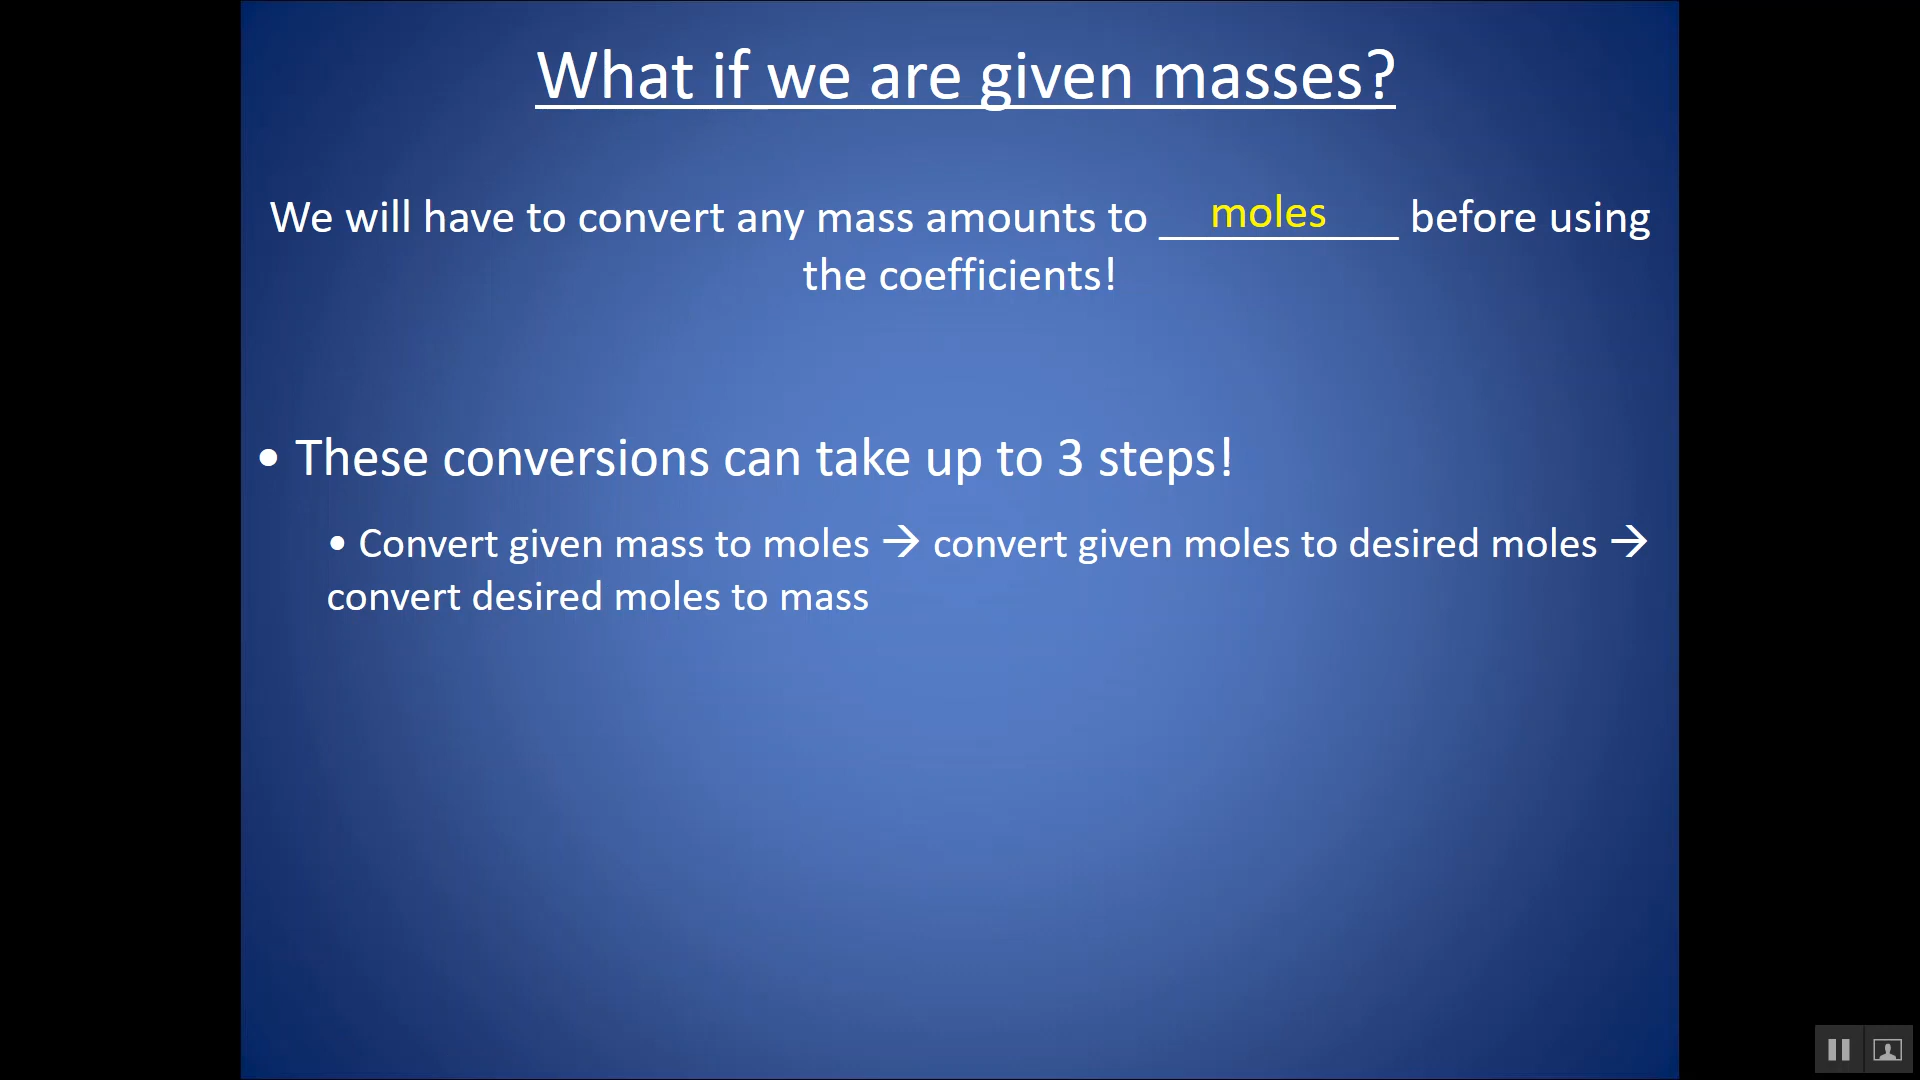 What if we are given masses?
We will have to convert any mass amounts to moles before using
the coefficients!
• These conversions can take up to 3 steps!
• Convert given mass to moles → convert given moles to desired moles →
convert desired moles to mass